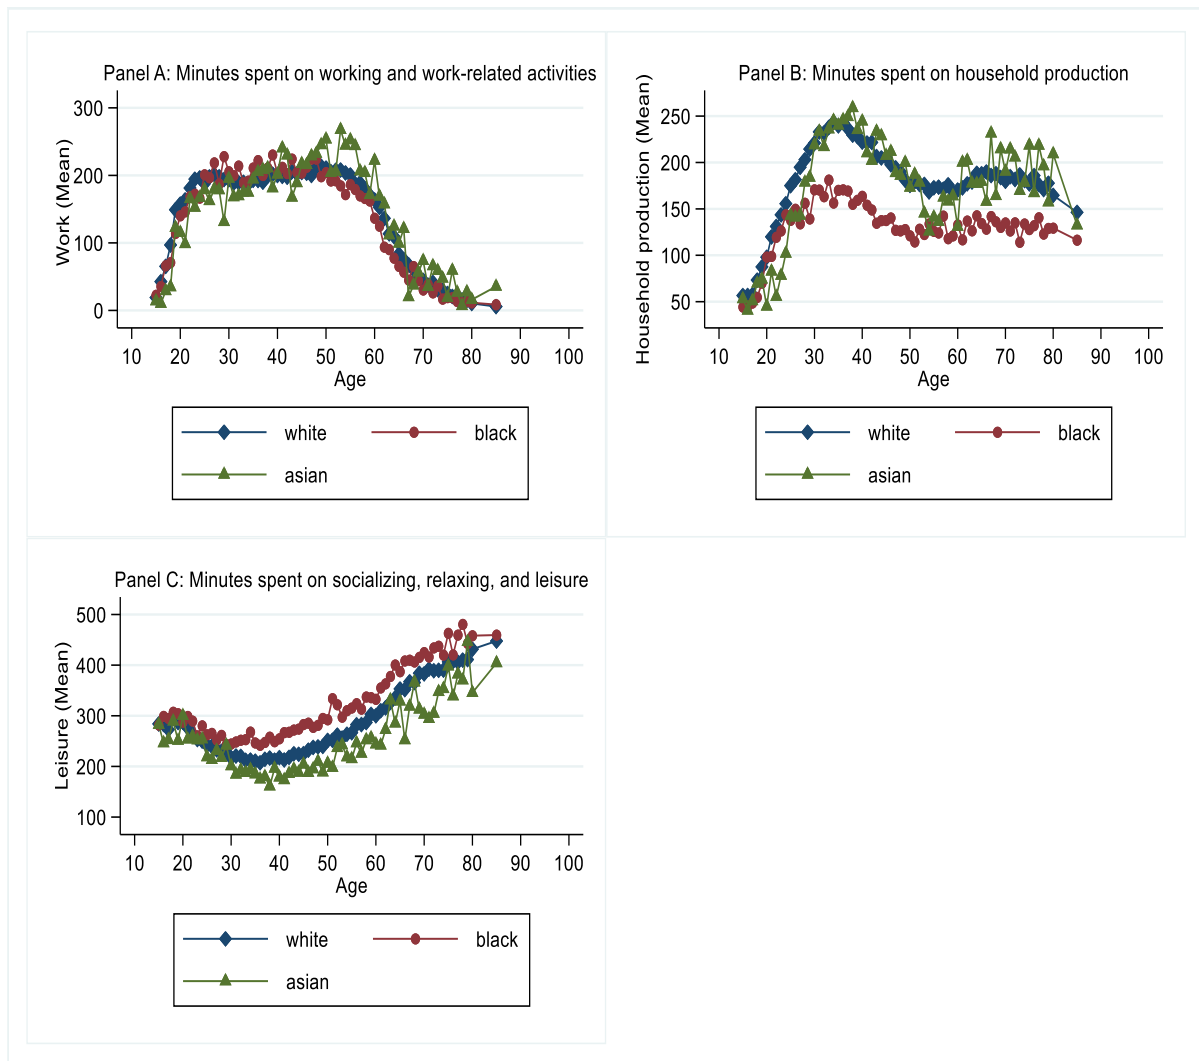 Panel A: Minutes spent on working and work-related activities
Work (Mean)
300
200
100
0
10 20 30 40 50 60 70 80 90 100
Age
white black
asian
Panel B: Minutes spent on household production
Household production (Mean)
250
200
150
100
50
10 20 30 40 50 60 70 80 90 100
Age
white black
asian
Panel C: Minutes spent on socializing, relaxing, and leisure
Leisure (Mean)
500
400
300
200
100
10 20 30 40 50 60 70 80 90 100
Age
white black
asian